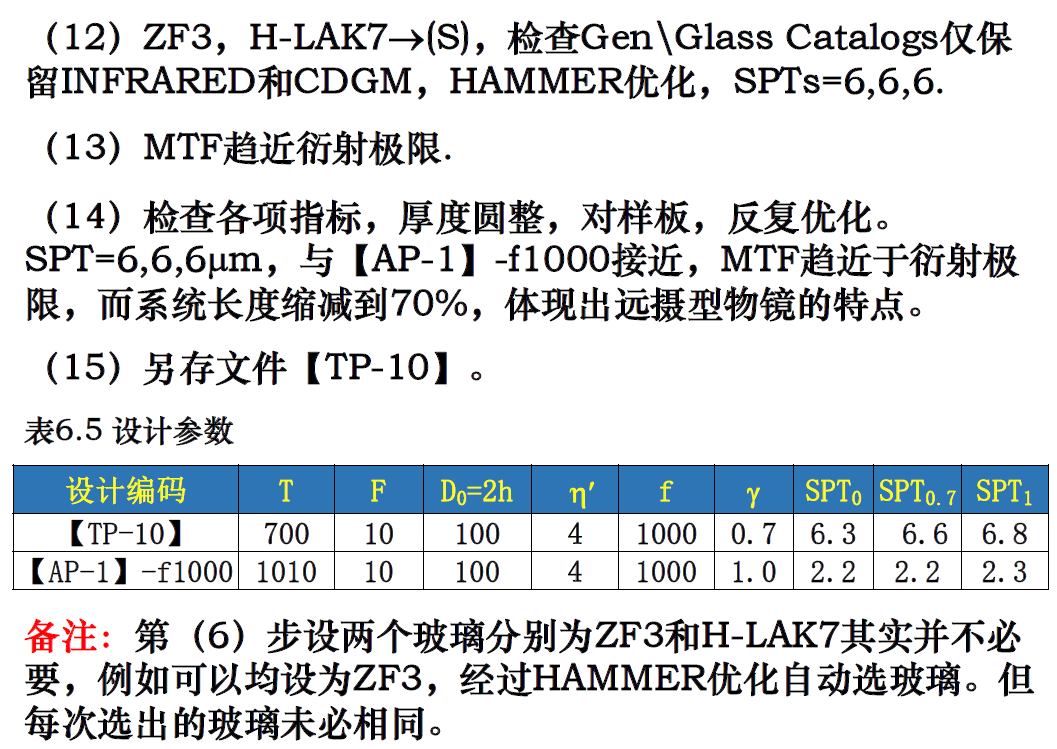 （12）ZF3，H-LAK7→(S)，检查Gen\Glass Catalogs仅保
留INFRARED和CDGM，HAMMER优化，SPTs=6,6,6.
（13）MTF趋近衍射极限.
（14）检查各项指标，厚度圆整，对样板，反复优化。
SPT=6,6,6μm，与【AP-1】-f1000接近，MTF趋近于衍射极
限，而系统长度缩减到70%，体现出远摄型物镜的特点。
（15）另存文件【TP-10】。
表6.5 设计参数
设计编码 T F D₀=2h η′ f γ SPT₀ SPT₀.₇ SPT₁
【TP-10】 700 10 100 4 1000 0.7 6.3 6.6 6.8
【AP-1】-f1000 1010 10 100 4 1000 1.0 2.2 2.2 2.3
备注：第（6）步设两个玻璃分别为ZF3和H-LAK7其实并不必
要，例如可以均设为ZF3，经过HAMMER优化自动选玻璃。但
每次选出的玻璃未必相同。